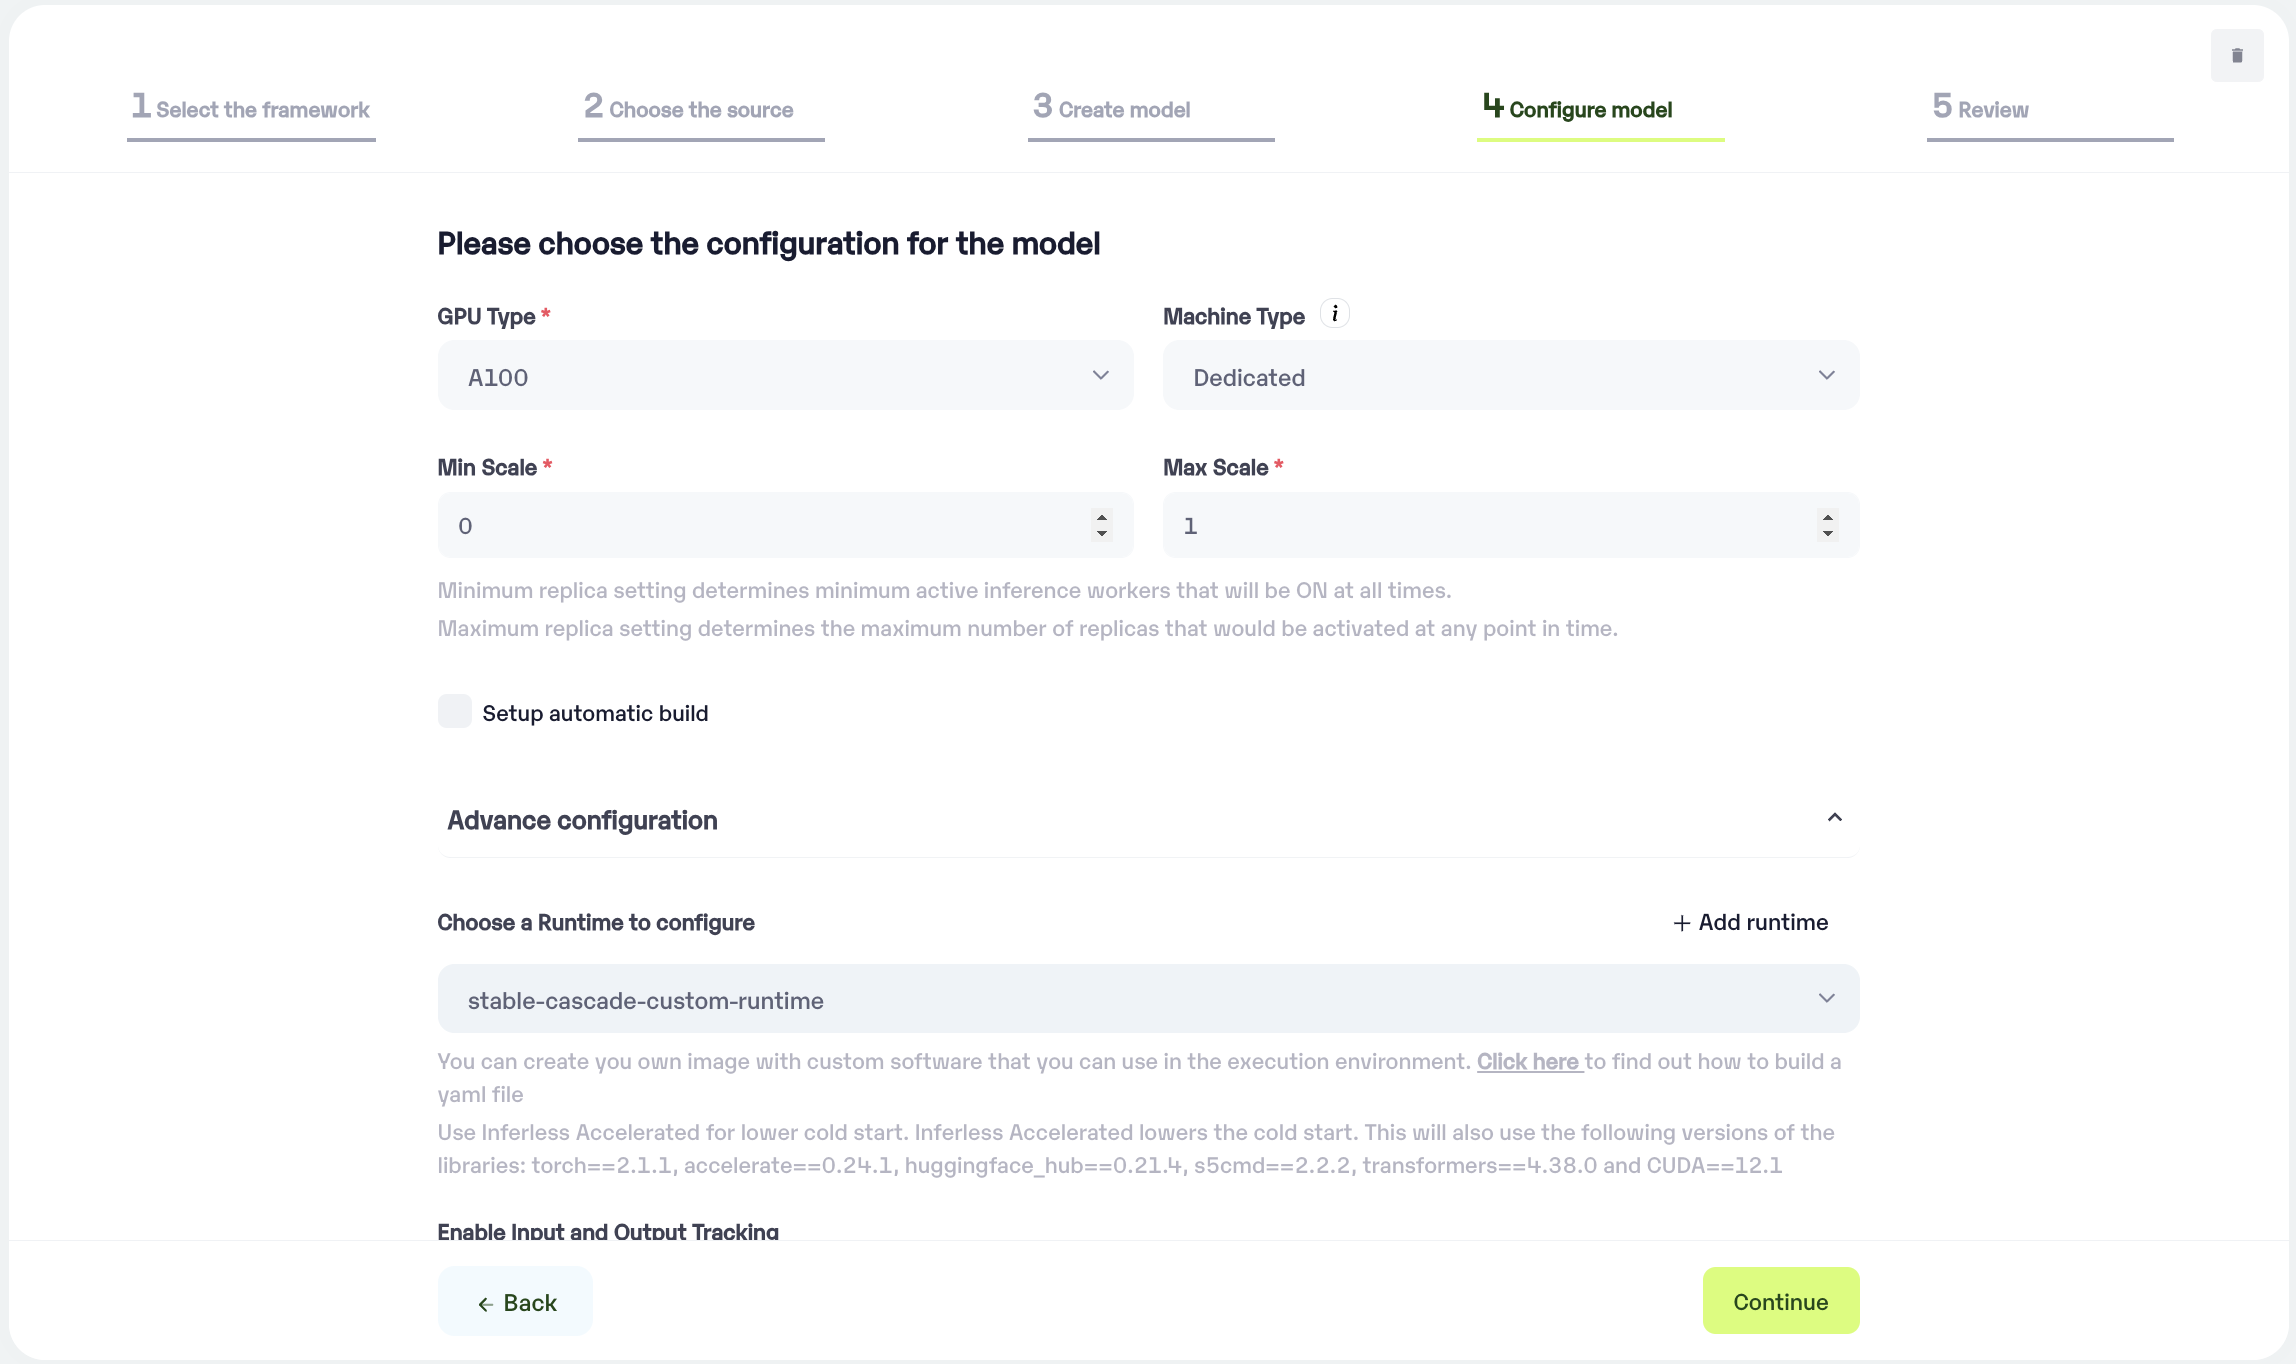 1 Select the framework
2 Choose the source
3 Create model
4 Configure model
5 Review
Please choose the configuration for the model
GPU Type *
Machine Type i
A100
Dedicated
Min Scale *
Max Scale *
0
1
Minimum replica setting determines minimum active inference workers that will be ON at all times.
Maximum replica setting determines the maximum number of replicas that would be activated at any point in time.
Setup automatic build
Advance configuration
Choose a Runtime to configure
+ Add runtime
stable-cascade-custom-runtime
You can create you own image with custom software that you can use in the execution environment. Click here to find out how to build a
yaml file
Use Inferless Accelerated for lower cold start. Inferless Accelerated lowers the cold start. This will also use the following versions of the
libraries: torch==2.1.1, accelerate==0.24.1, huggingface_hub==0.21.4, s5cmd==2.2.2, transformers==4.38.0 and CUDA==12.1
Enable Input and Output Tracking
← Back
Continue